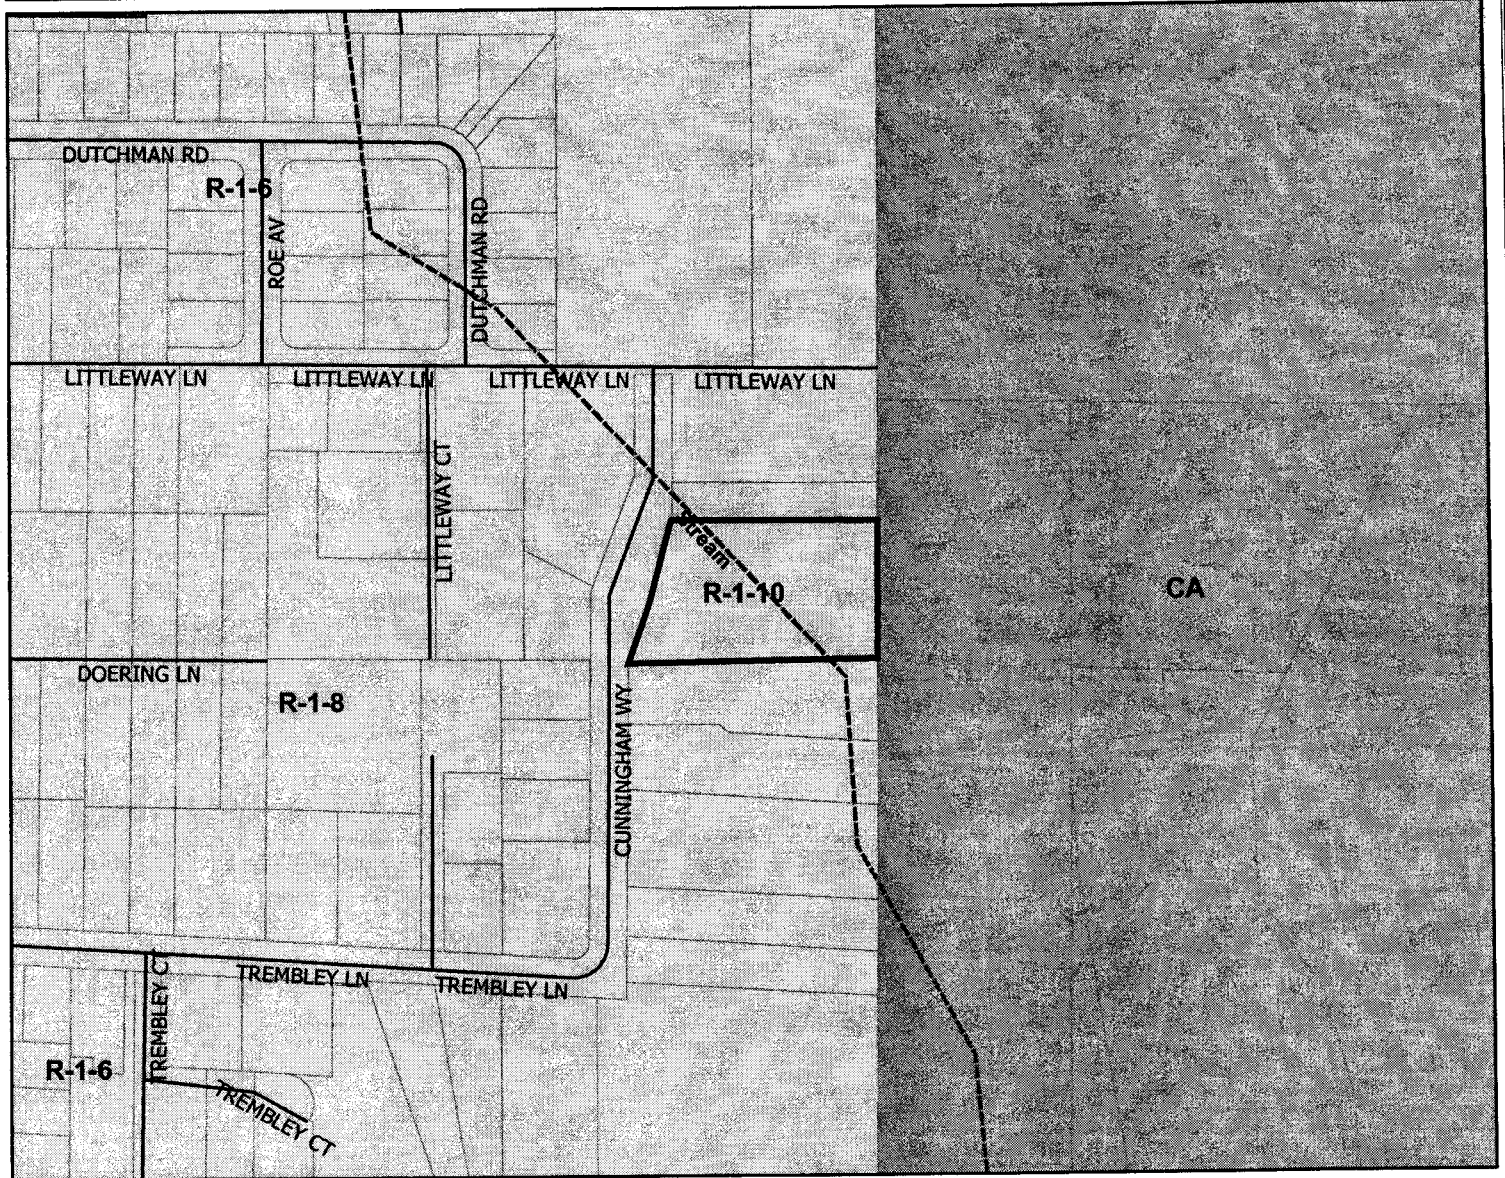 DUTCHMAN RD
R-1-6
ROE AV
DUTCHMAN RD
LITTLEWAY LN
LITTLEWAY LN
LITTLEWAY LN
LITTLEWAY LN
LITTLEWAY CT
Stream
R-1-10
CA
DOERING LN
R-1-8
CUNNINGHAM WY
TREMBLEY CT
TREMBLEY LN
TREMBLEY LN
R-1-6
TREMBLEY CT